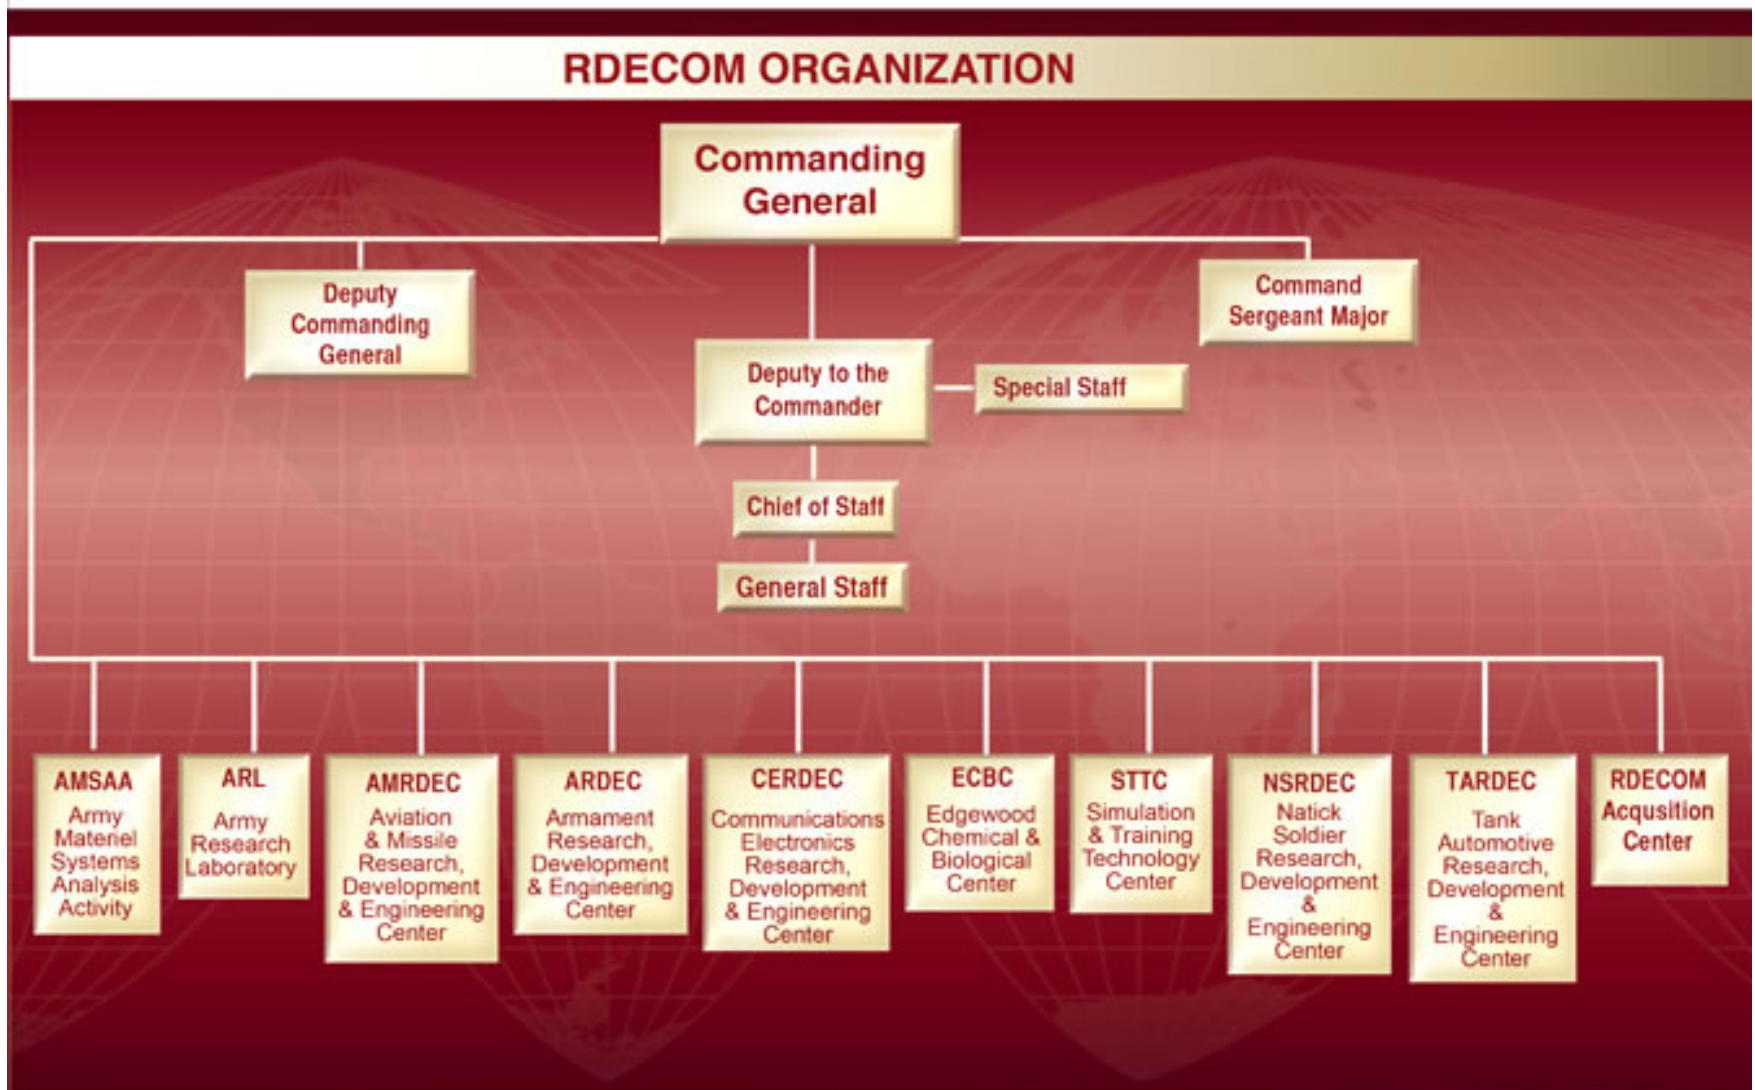 RDECOM ORGANIZATION
Commanding
General
Deputy
Commanding
General
Command
Sergeant Major
Deputy to the
Commander
Special Staff
Chief of Staff
General Staff
AMSAA
Army
Materiel
Systems
Analysis
Activity
ARL
Army
Research
Laboratory
AMRDEC
Aviation
& Missile
Research,
Development
& Engineering
Center
ARDEC
Armament
Research,
Development
& Engineering
Center
CERDEC
Communications
Electronics
Research,
Development
& Engineering
Center
ECBC
Edgewood
Chemical &
Biological
Center
STTC
Simulation
& Training
Technology
Center
NSRDEC
Natick
Soldier
Research,
Development
&
Engineering
Center
TARDEC
Tank
Automotive
Research,
Development
&
Engineering
Center
RDECOM
Acqusition
Center